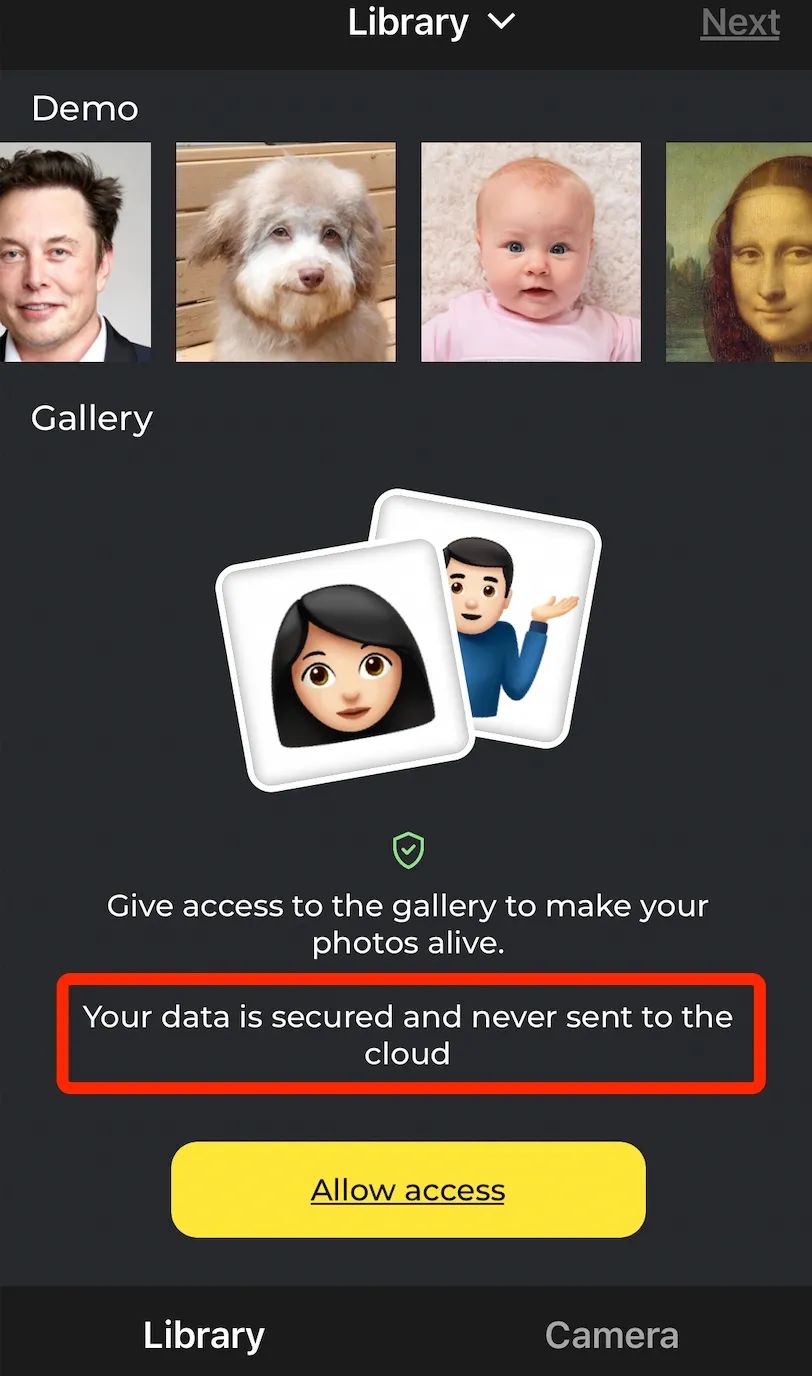 Library
Next
Demo
Gallery
Give access to the gallery to make your
photos alive.
Your data is secured and never sent to the
cloud
Allow access
Library
Camera